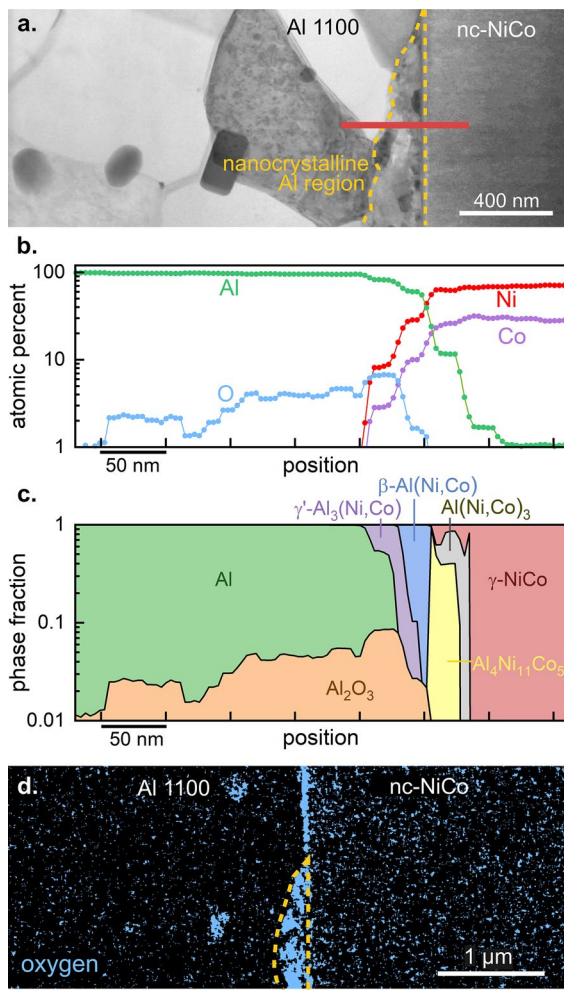 a.
Al 1100
nc-NiCo
nanocrystalline
Al region
400 nm
b.
100
10
1
atomic percent
Al
Ni
Co
O
50 nm
position
c.
γ'-Al₃(Ni,Co)
β-Al(Ni,Co)
Al(Ni,Co)₃
1
0.1
0.01
phase fraction
Al
γ-NiCo
Al₂O₃
Al₄Ni₁₁Co₅
50 nm
position
d.
Al 1100
nc-NiCo
oxygen
1 µm